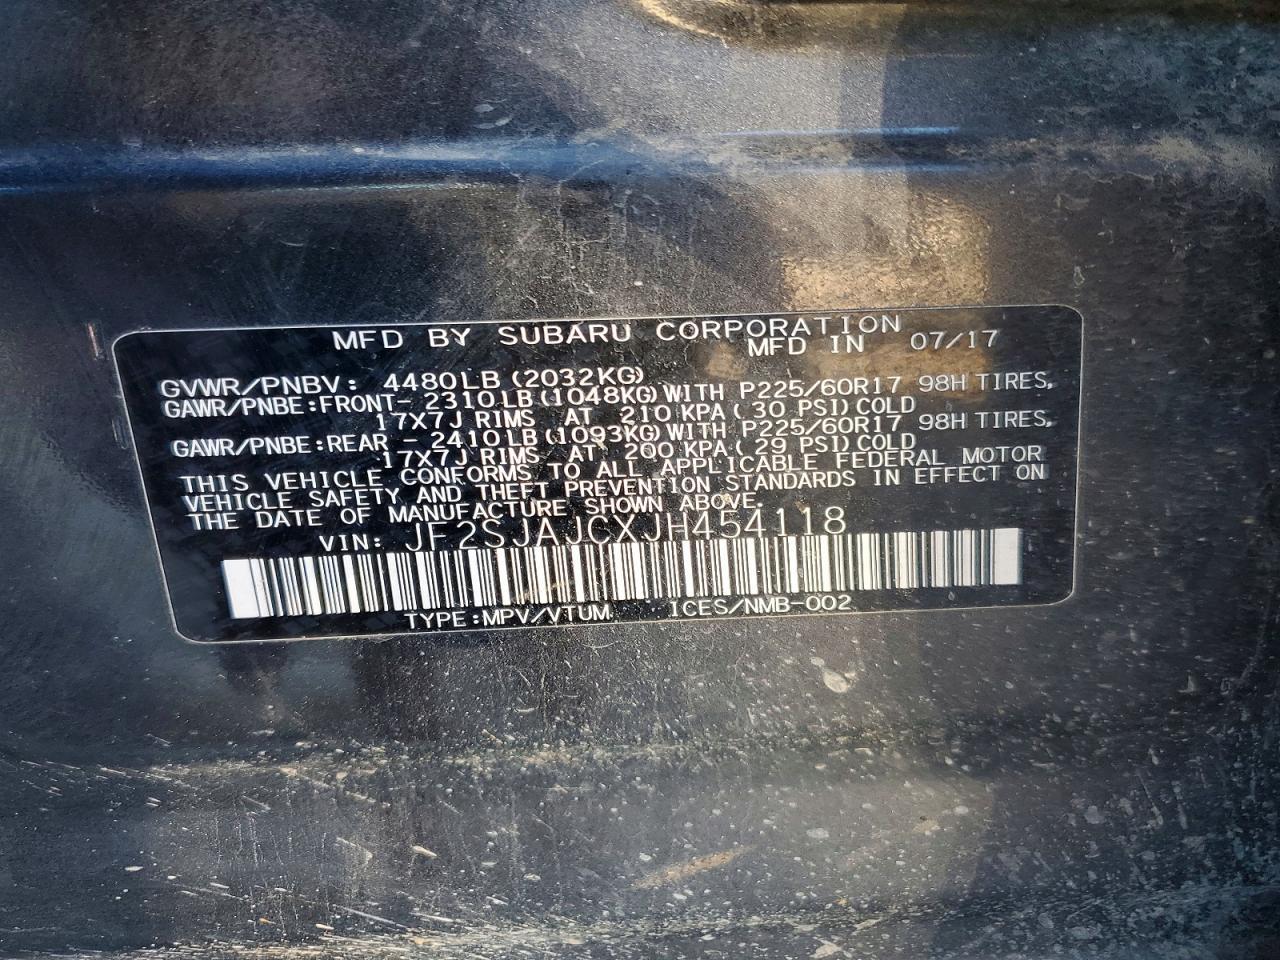 MFD BY SUBARU CORPORATION
MFD IN 07/17
GVWR/PNBV: 4480LB(2032KG)
GAWR/PNBE:FRONT- 2310LB(1048KG)WITH P225/60R17 98H TIRES,
17X7J RIMS AT 210 KPA( 30 PSI)COLD
GAWR/PNBE:REAR - 2410LB(1093KG)WITH P225/60R17 98H TIRES,
17X7J RIMS AT 200 KPA( 29 PSI)COLD
THIS VEHICLE CONFORMS TO ALL APPLICABLE FEDERAL MOTOR
VEHICLE SAFETY AND THEFT PREVENTION STANDARDS IN EFFECT ON
THE DATE OF MANUFACTURE SHOWN ABOVE.
VIN: JF2SJAJCXJH454118
TYPE:MPV/VTUM ICES/NMB-002